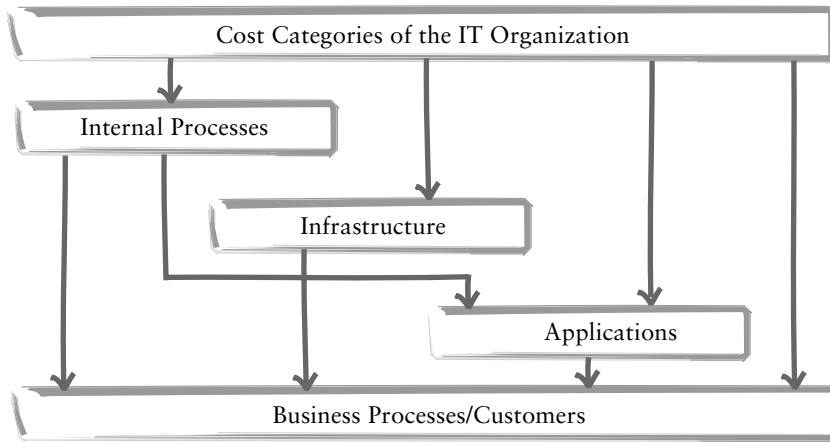 Cost Categories of the IT Organization
Internal Processes
Infrastructure
Applications
Business Processes/Customers